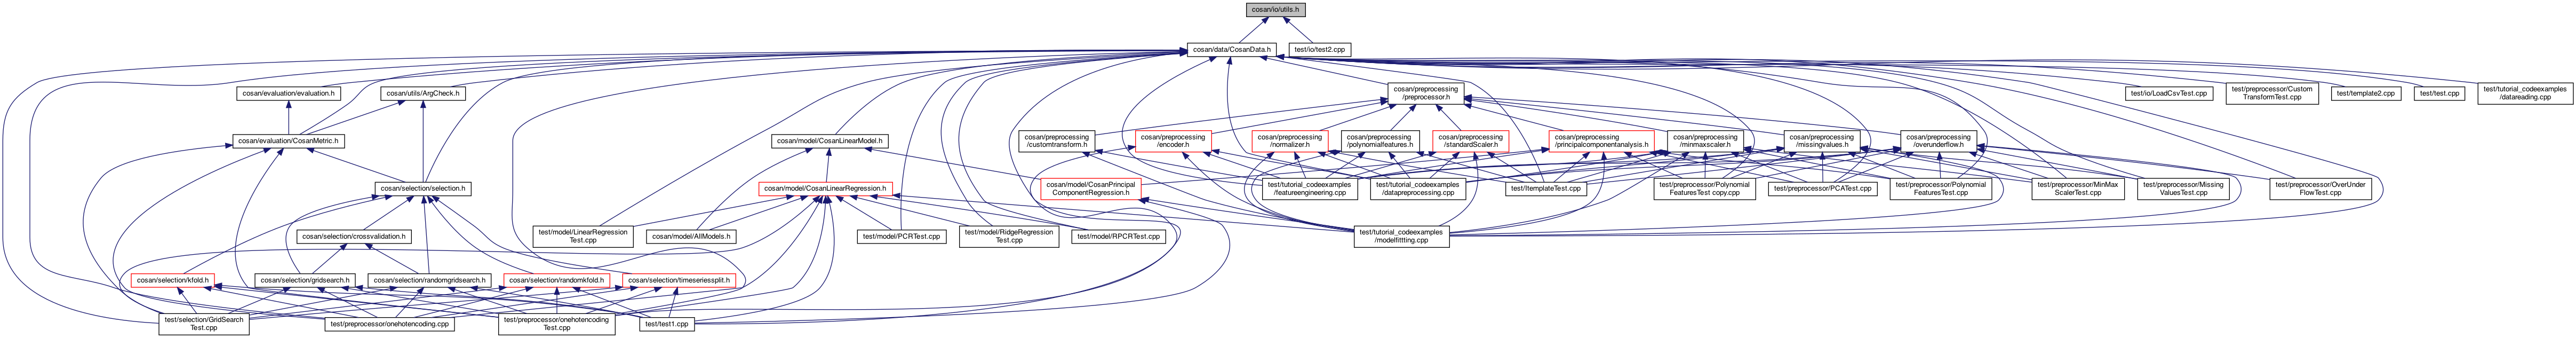 cosan/io/utils.h
cosan/data/CosanData.h
test/io/test2.cpp
cosan/evaluation/evaluation.h
cosan/utils/ArgCheck.h
cosan/preprocessing
/preprocessor.h
test/io/LoadCsvTest.cpp
test/preprocessor/Custom
TransformTest.cpp
test/template2.cpp
test/test.cpp
test/tutorial_codeexamples
/datareading.cpp
cosan/evaluation/CosanMetric.h
cosan/model/CosanLinearModel.h
cosan/preprocessing
/customtransform.h
cosan/preprocessing
/encoder.h
cosan/preprocessing
/normalizer.h
cosan/preprocessing
/polynomialfeatures.h
cosan/preprocessing
/standardScaler.h
cosan/preprocessing
/principalcomponentanalysis.h
cosan/preprocessing
/minmaxscaler.h
cosan/preprocessing
/missingvalues.h
cosan/preprocessing
/overunderflow.h
cosan/selection/selection.h
cosan/model/CosanLinearRegression.h
cosan/model/CosanPrincipal
ComponentRegression.h
test/tutorial_codeexamples
/featureengineering.cpp
test/tutorial_codeexamples
/datapreprocessing.cpp
test/ItemplateTest.cpp
test/preprocessor/Polynomial
FeaturesTest copy.cpp
test/preprocessor/PCATest.cpp
test/preprocessor/Polynomial
FeaturesTest.cpp
test/preprocessor/MinMax
ScalerTest.cpp
test/preprocessor/Missing
ValuesTest.cpp
test/preprocessor/OverUnder
FlowTest.cpp
cosan/selection/crossvalidation.h
test/model/LinearRegression
Test.cpp
cosan/model/AllModels.h
test/model/PCRTest.cpp
test/model/RidgeRegression
Test.cpp
test/model/RPCRTest.cpp
test/tutorial_codeexamples
/modelfittting.cpp
cosan/selection/kfold.h
cosan/selection/gridsearch.h
cosan/selection/randomgridsearch.h
cosan/selection/randomkfold.h
cosan/selection/timeseriessplit.h
test/selection/GridSearch
Test.cpp
test/preprocessor/onehotencoding.cpp
test/preprocessor/onehotencoding
Test.cpp
test/test1.cpp